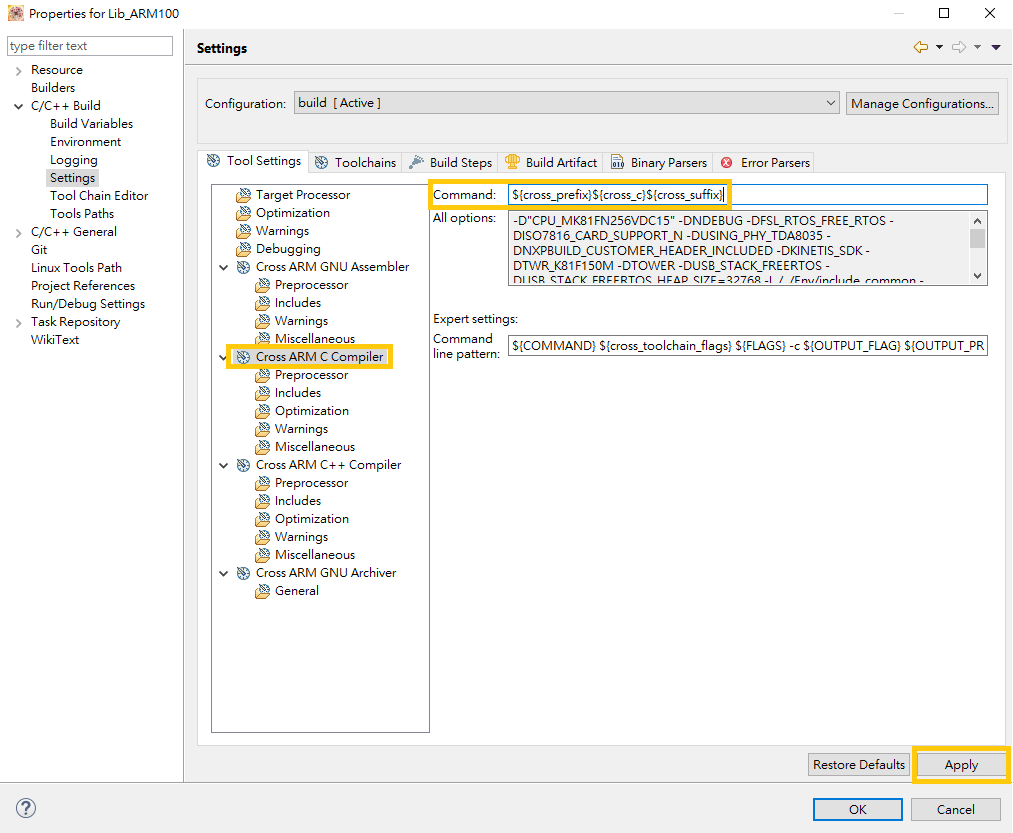 Properties for Lib_ARM100
type filter text
Resource
Builders
C/C++ Build
Build Variables
Environment
Logging
Settings
Tool Chain Editor
Tools Paths
C/C++ General
Git
Linux Tools Path
Project References
Run/Debug Settings
Task Repository
WikiText
Settings
Configuration: build [ Active ] Manage Configurations...
Tool Settings Toolchains Build Steps Build Artifact Binary Parsers Error Parsers
Target Processor
Optimization
Warnings
Debugging
Cross ARM GNU Assembler
Preprocessor
Includes
Warnings
Miscellaneous
Cross ARM C Compiler
Preprocessor
Includes
Optimization
Warnings
Miscellaneous
Cross ARM C++ Compiler
Preprocessor
Includes
Optimization
Warnings
Miscellaneous
Cross ARM GNU Archiver
General
Command: ${cross_prefix}${cross_c}${cross_suffix}
All options: -D"CPU_MK81FN256VDC15" -DNDEBUG -DFSL_RTOS_FREE_RTOS -
DISO7816_CARD_SUPPORT_N -DUSING_PHY_TDA8035 -
DNXPBUILD_CUSTOMER_HEADER_INCLUDED -DKINETIS_SDK -
DTWR_K81F150M -DTOWER -DUSB_STACK_FREERTOS -
DUSB_STACK_FREERTOS_HEAP_SIZE=32768 -I../../Env/include_common -
Expert settings:
Command
line pattern: ${COMMAND} ${cross_toolchain_flags} ${FLAGS} -c ${OUTPUT_FLAG} ${OUTPUT_PR
Restore Defaults Apply
OK Cancel